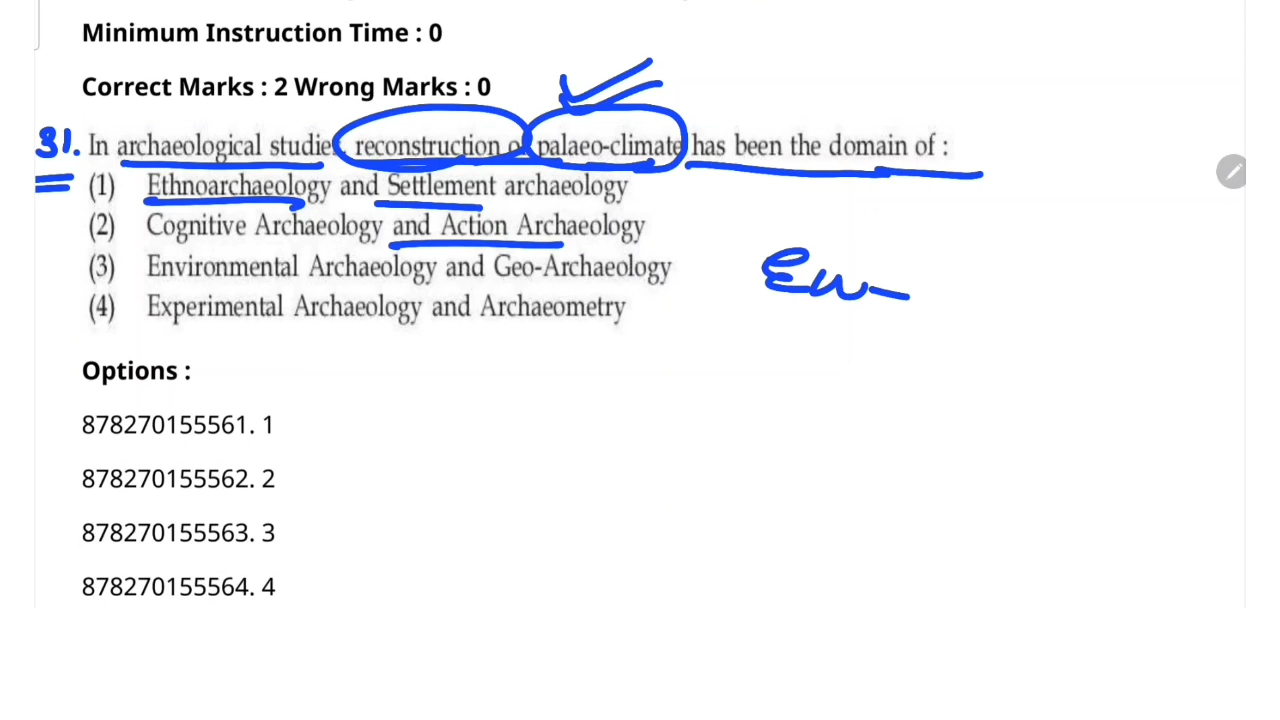 Minimum Instruction Time : 0
Correct Marks : 2 Wrong Marks : 0
31. In archaeological studies, reconstruction of palaeo-climate has been the domain of :
(1) Ethnoarchaeology and Settlement archaeology
(2) Cognitive Archaeology and Action Archaeology
(3) Environmental Archaeology and Geo-Archaeology
(4) Experimental Archaeology and Archaeometry
Options :
878270155561. 1
878270155562. 2
878270155563. 3
878270155564. 4